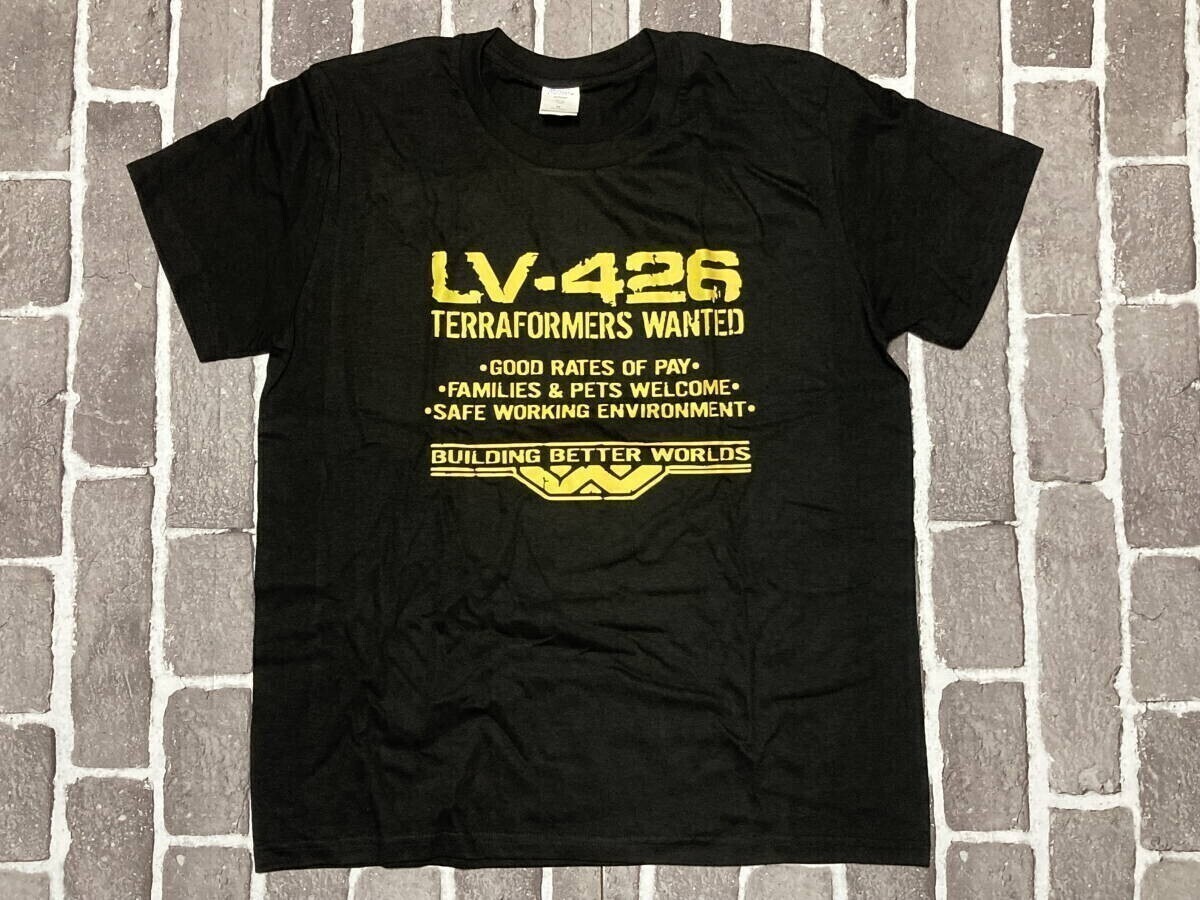 LV-426
TERRAFORMERS WANTED
•GOOD RATES OF PAY•
•FAMILIES & PETS WELCOME•
•SAFE WORKING ENVIRONMENT•
BUILDING BETTER WORLDS